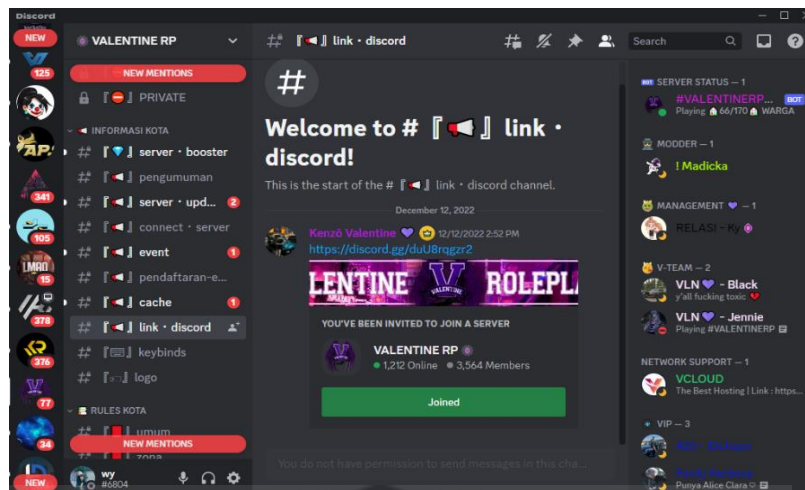 Discord
NEW
125
AP!
341
105
LMAO
15
378
376
77
34
NEW
VALENTINE RP
NEW MENTIONS
『⛔』 PRIVATE
INFORMASI KOTA
『💎』 server • booster
『📢』 pengumuman
『📢』 server • upd... 2
『📢』 connect • server
『📢』 event 1
『📢』 pendaftaran-e...
『📢』 cache 1
『📢』 link • discord
『⌨』 keybinds
logo
RULES KOTA
umum
NEW MENTIONS
zona
wy
#6804
# 『📢』 link • discord
Search
Welcome to # 『📢』 link •
discord!
This is the start of the # 『📢』 link • discord channel.
December 12, 2022
Kenzō Valentine 💜 12/12/2022 2:52 PM
https://discord.gg/duU8rqgzr2
LENTINE VALENTINE ROLEPL
YOU'VE BEEN INVITED TO JOIN A SERVER
VALENTINE RP
1,212 Online 3,564 Members
Joined
You do not have permission to send messages in this cha...
BOT SERVER STATUS — 1
#VALENTINERP... BOT
Playing 🏠 66/170 🏠 WARGA
MODDER — 1
! Madicka
MANAGEMENT 💜 — 1
RELASI - Ky
V-TEAM — 2
VLN 💜 - Black
y'all fucking toxic
VLN 💜 - Jennie
Playing #VALENTINERP
NETWORK SUPPORT — 1
VCLOUD
The Best Hosting | Link : https...
VIP — 3
Punya Alice Clara